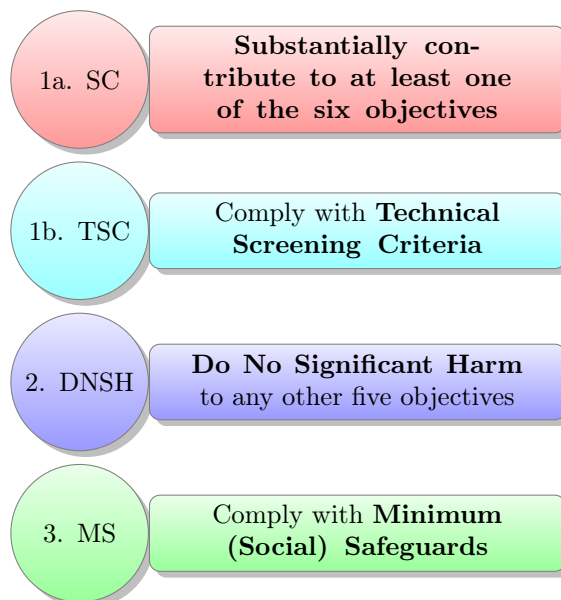 1a. SC
Substantially con-
tribute to at least one
of the six objectives
1b. TSC
Comply with Technical
Screening Criteria
2. DNSH
Do No Significant Harm
to any other five objectives
3. MS
Comply with Minimum
(Social) Safeguards